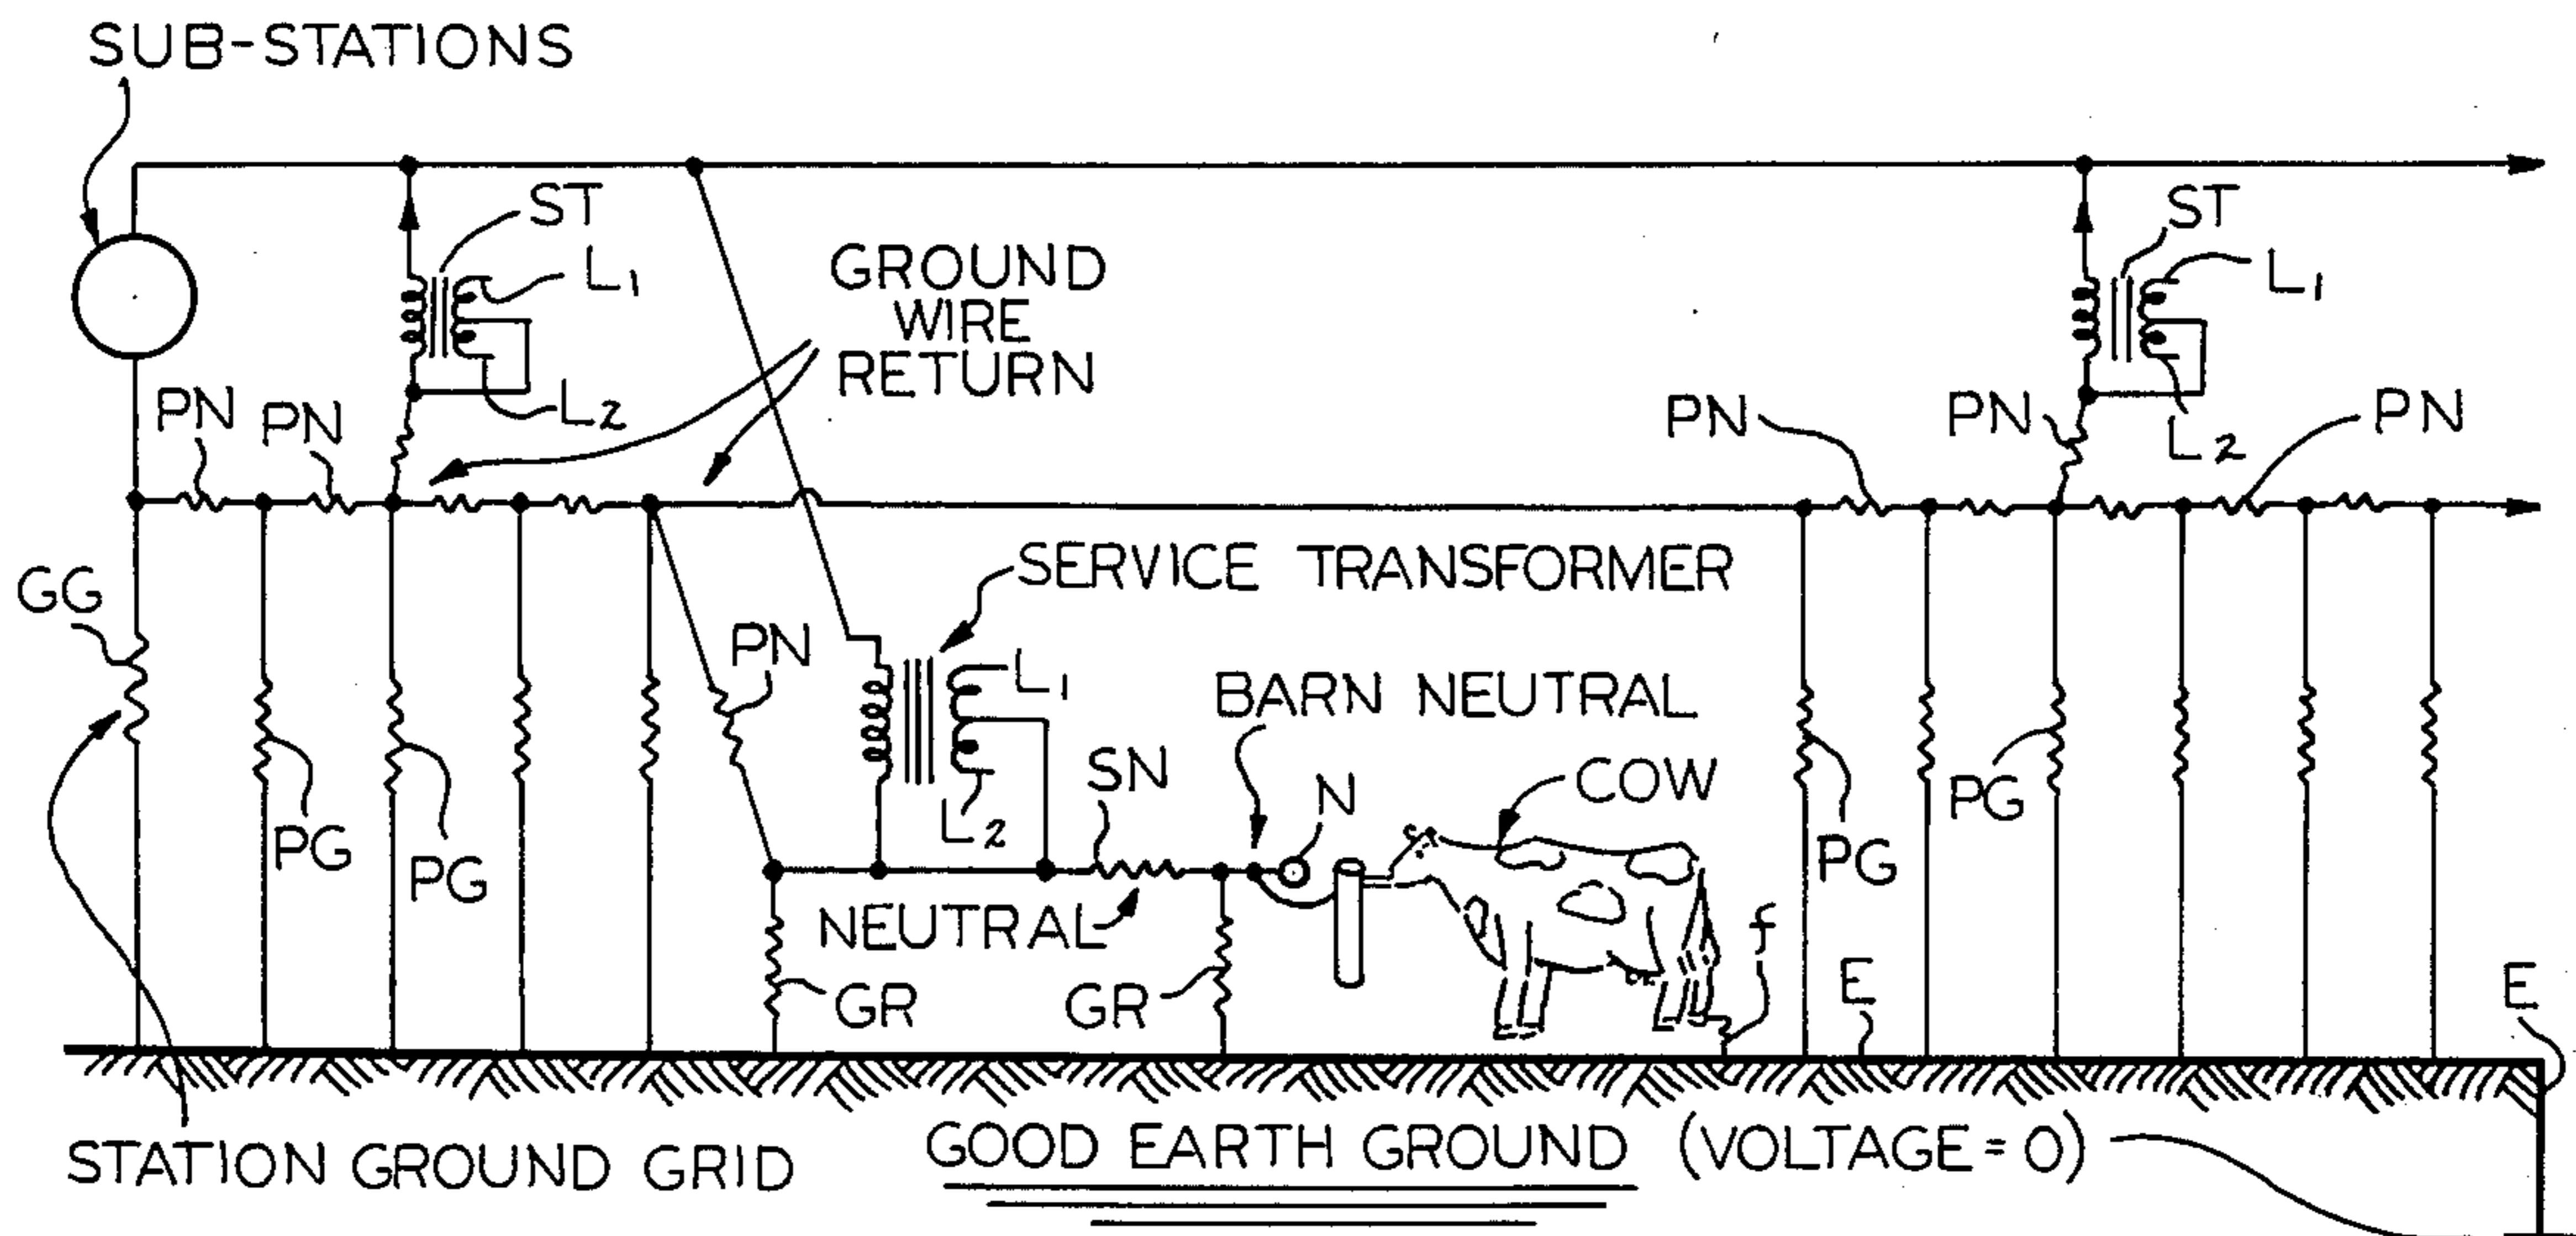 SUB-STATIONS
ST
L1
L2
GROUND
WIRE
RETURN
ST
L1
L2
PN
PN
PN
PN
PN
GG
SERVICE TRANSFORMER
PN
L1
L2
BARN NEUTRAL
SN
N
COW
PG
PG
PG
PG
NEUTRAL
GR
GR
f
E
E
STATION GROUND GRID
GOOD EARTH GROUND (VOLTAGE = 0)